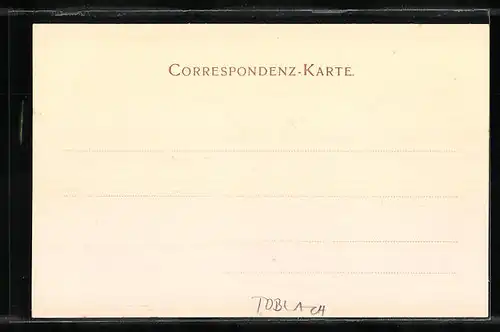 CORRESPONDENZ-KARTE.
TOBLACH